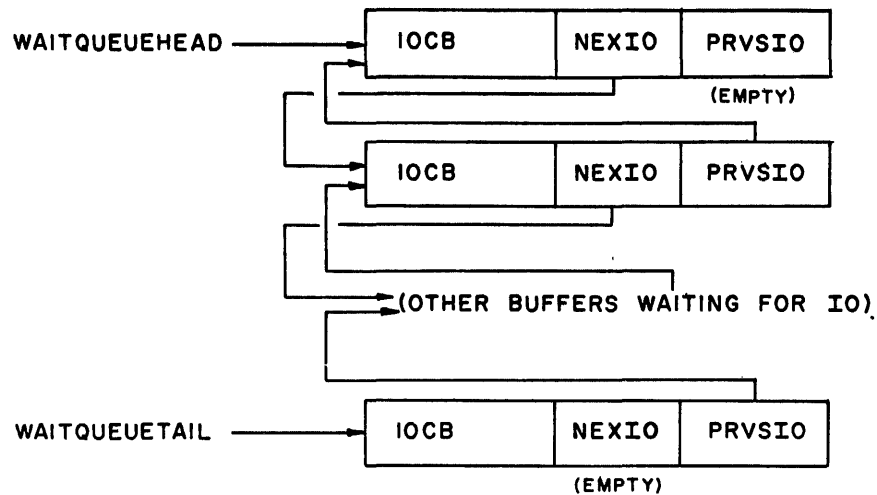 WAITQUEUEHEAD IOCB NEXIO PRVSIO
(EMPTY)
IOCB NEXIO PRVSIO
(OTHER BUFFERS WAITING FOR IO).
WAITQUEUETAIL IOCB NEXIO PRVSIO
(EMPTY)